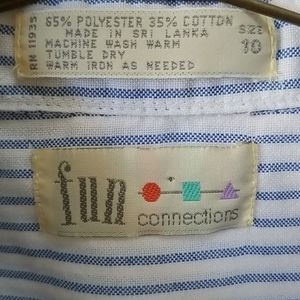 65% POLYESTER 35% COTTON
MADE IN SRI LANKA
MACHINE WASH WARM
TUMBLE DRY
WARM IRON AS NEEDED
RN 11935
SIZE
10
fun
connections